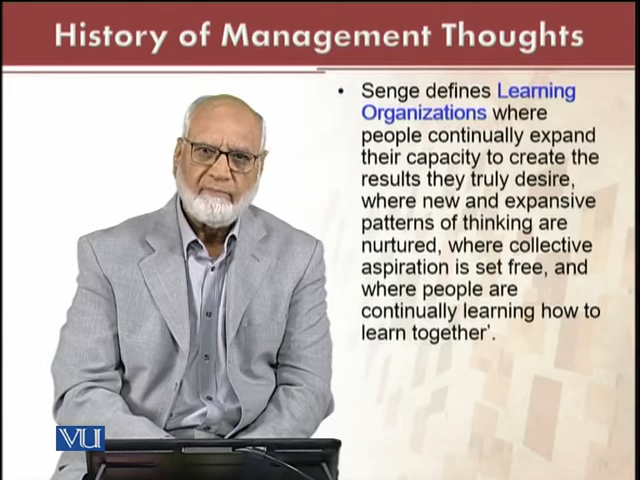 History of Management Thoughts
• Senge defines Learning
Organizations where
people continually expand
their capacity to create the
results they truly desire,
where new and expansive
patterns of thinking are
nurtured, where collective
aspiration is set free, and
where people are
continually learning how to
learn together’.
VU